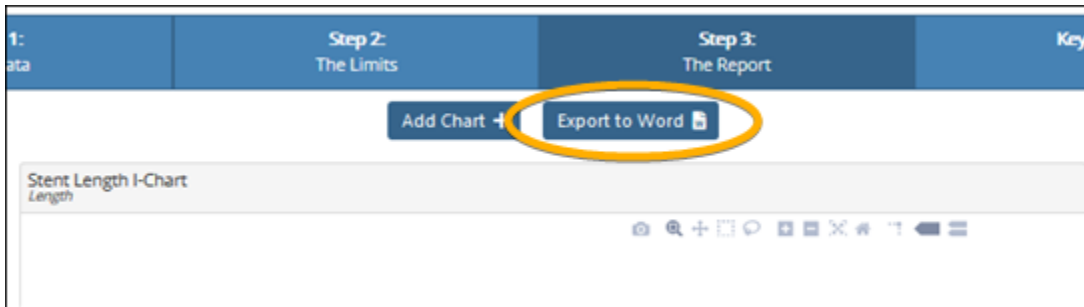 1:
ata
Step 2:
The Limits
Step 3:
The Report
Key
Add Chart +
Export to Word
Stent Length I-Chart
Length